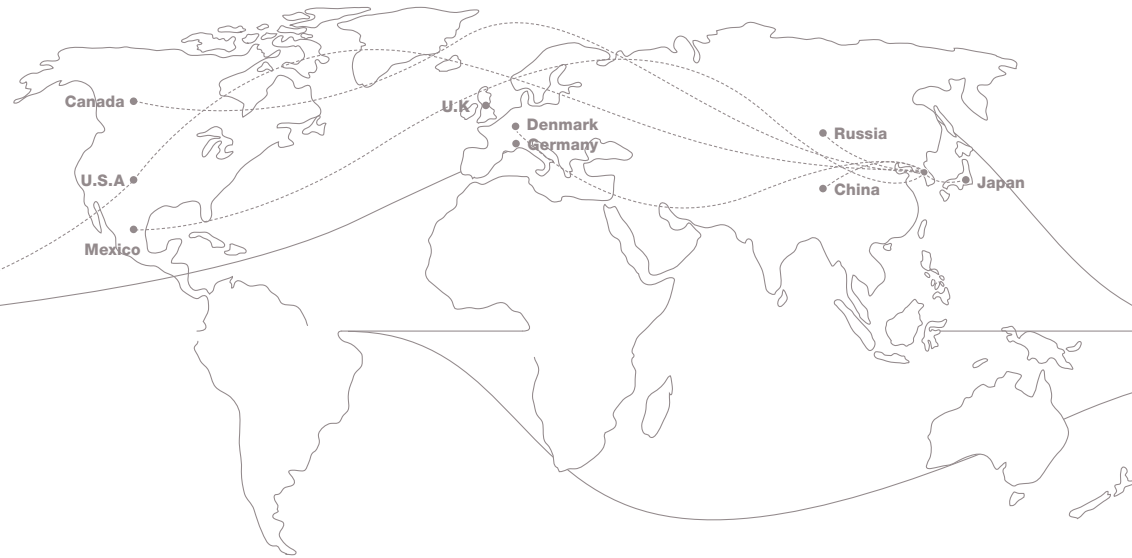 Canada
U.K
Denmark
Russia
Germany
U.S.A
China
Japan
Mexico